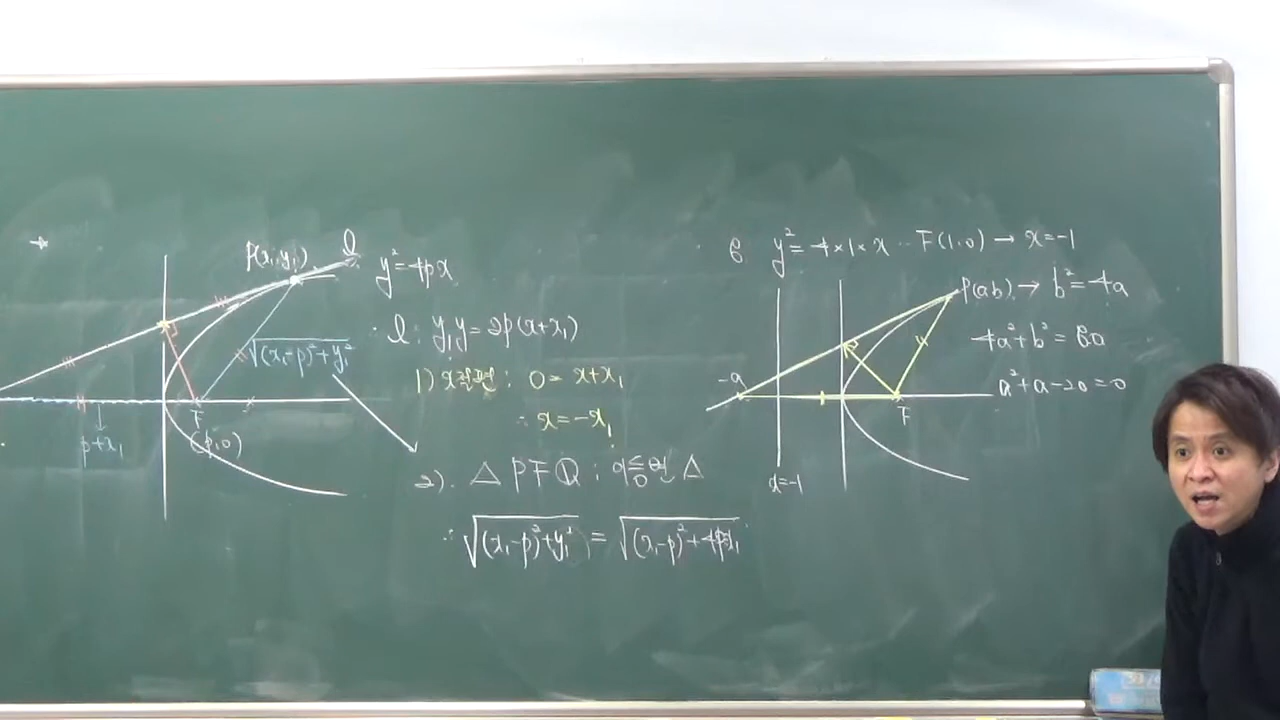 P(x₁,y₁)
l
y²=4px
·l: y₁y=2p(x+x₁)
√(x₁-p)²+y₁²
1) x절편: 0=x+x₁
∴ x=-x₁
F
p+x₁
(p,0)
2). △PFQ: 이등변△
∴ √(x₁-p)²+y₁² = √(x₁-p)²+4px₁
6 y²=4×1×x ·· F(1,0) → x=-1
P(a,b) → b²=4a
4a²+b²=80
a²+a-20=0
-a
F
x=-1